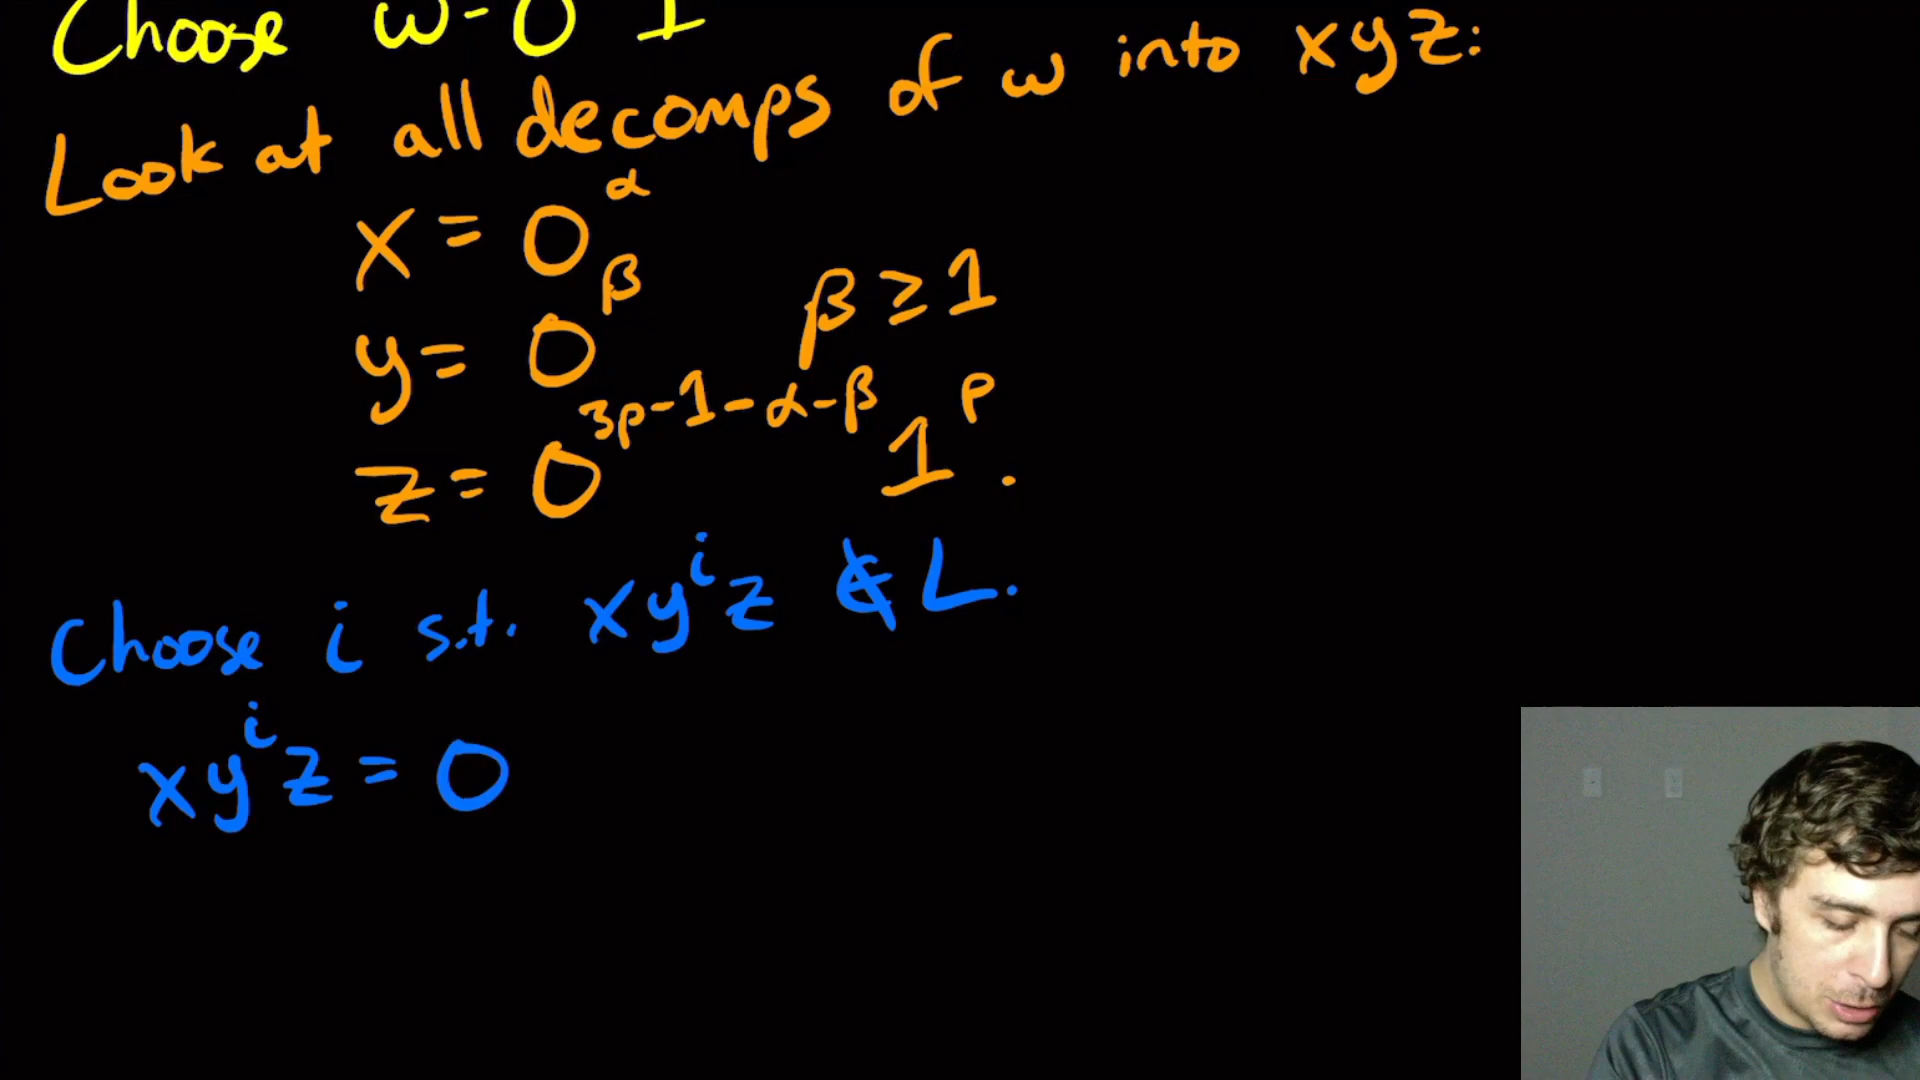 Choose w=0 1
Look at all decomps of w into xyz:
x = 0^α
y = 0^β β ≥ 1
z = 0^{3p-1-α-β} 1^p .
Choose i s.t. xy^i z ∉ L.
xy^i z = 0